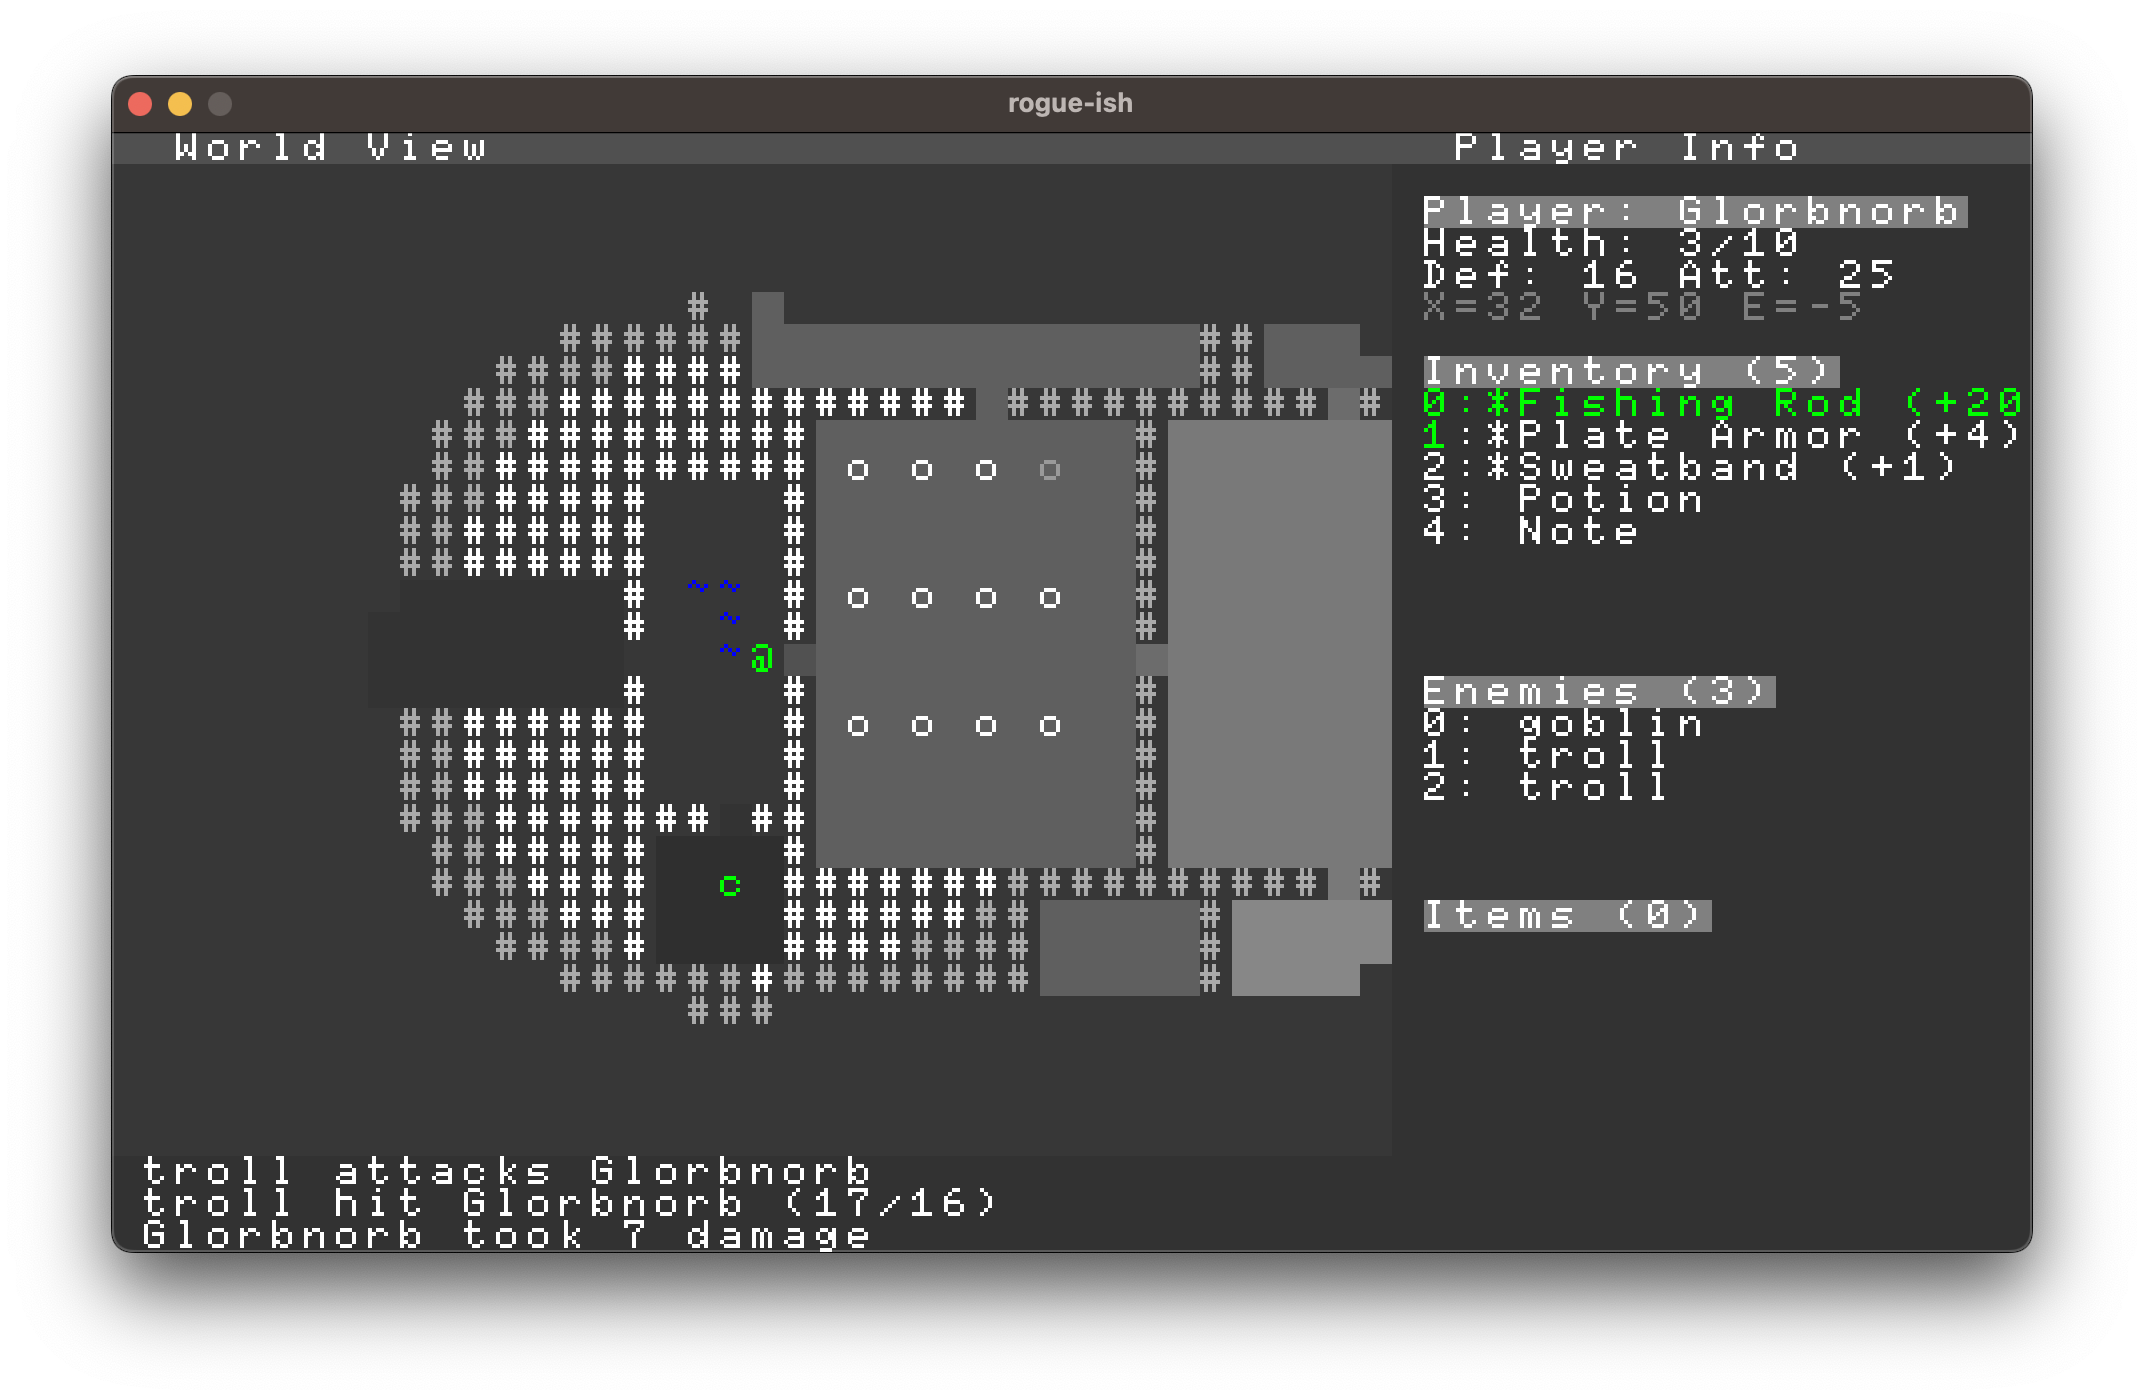 rogue-ish
World View
Player Info
Player: Glorbnorb
Health: 3/10
Def: 16 Att: 25
X=32 Y=50 E=-5
Inventory (5)
0:*Fishing Rod (+20
1:*Plate Armor (+4)
2:*Sweatband (+1)
3: Potion
4: Note
Enemies (3)
0: goblin
1: troll
2: troll
Items (0)
troll attacks Glorbnorb
troll hit Glorbnorb (17/16)
Glorbnorb took 7 damage